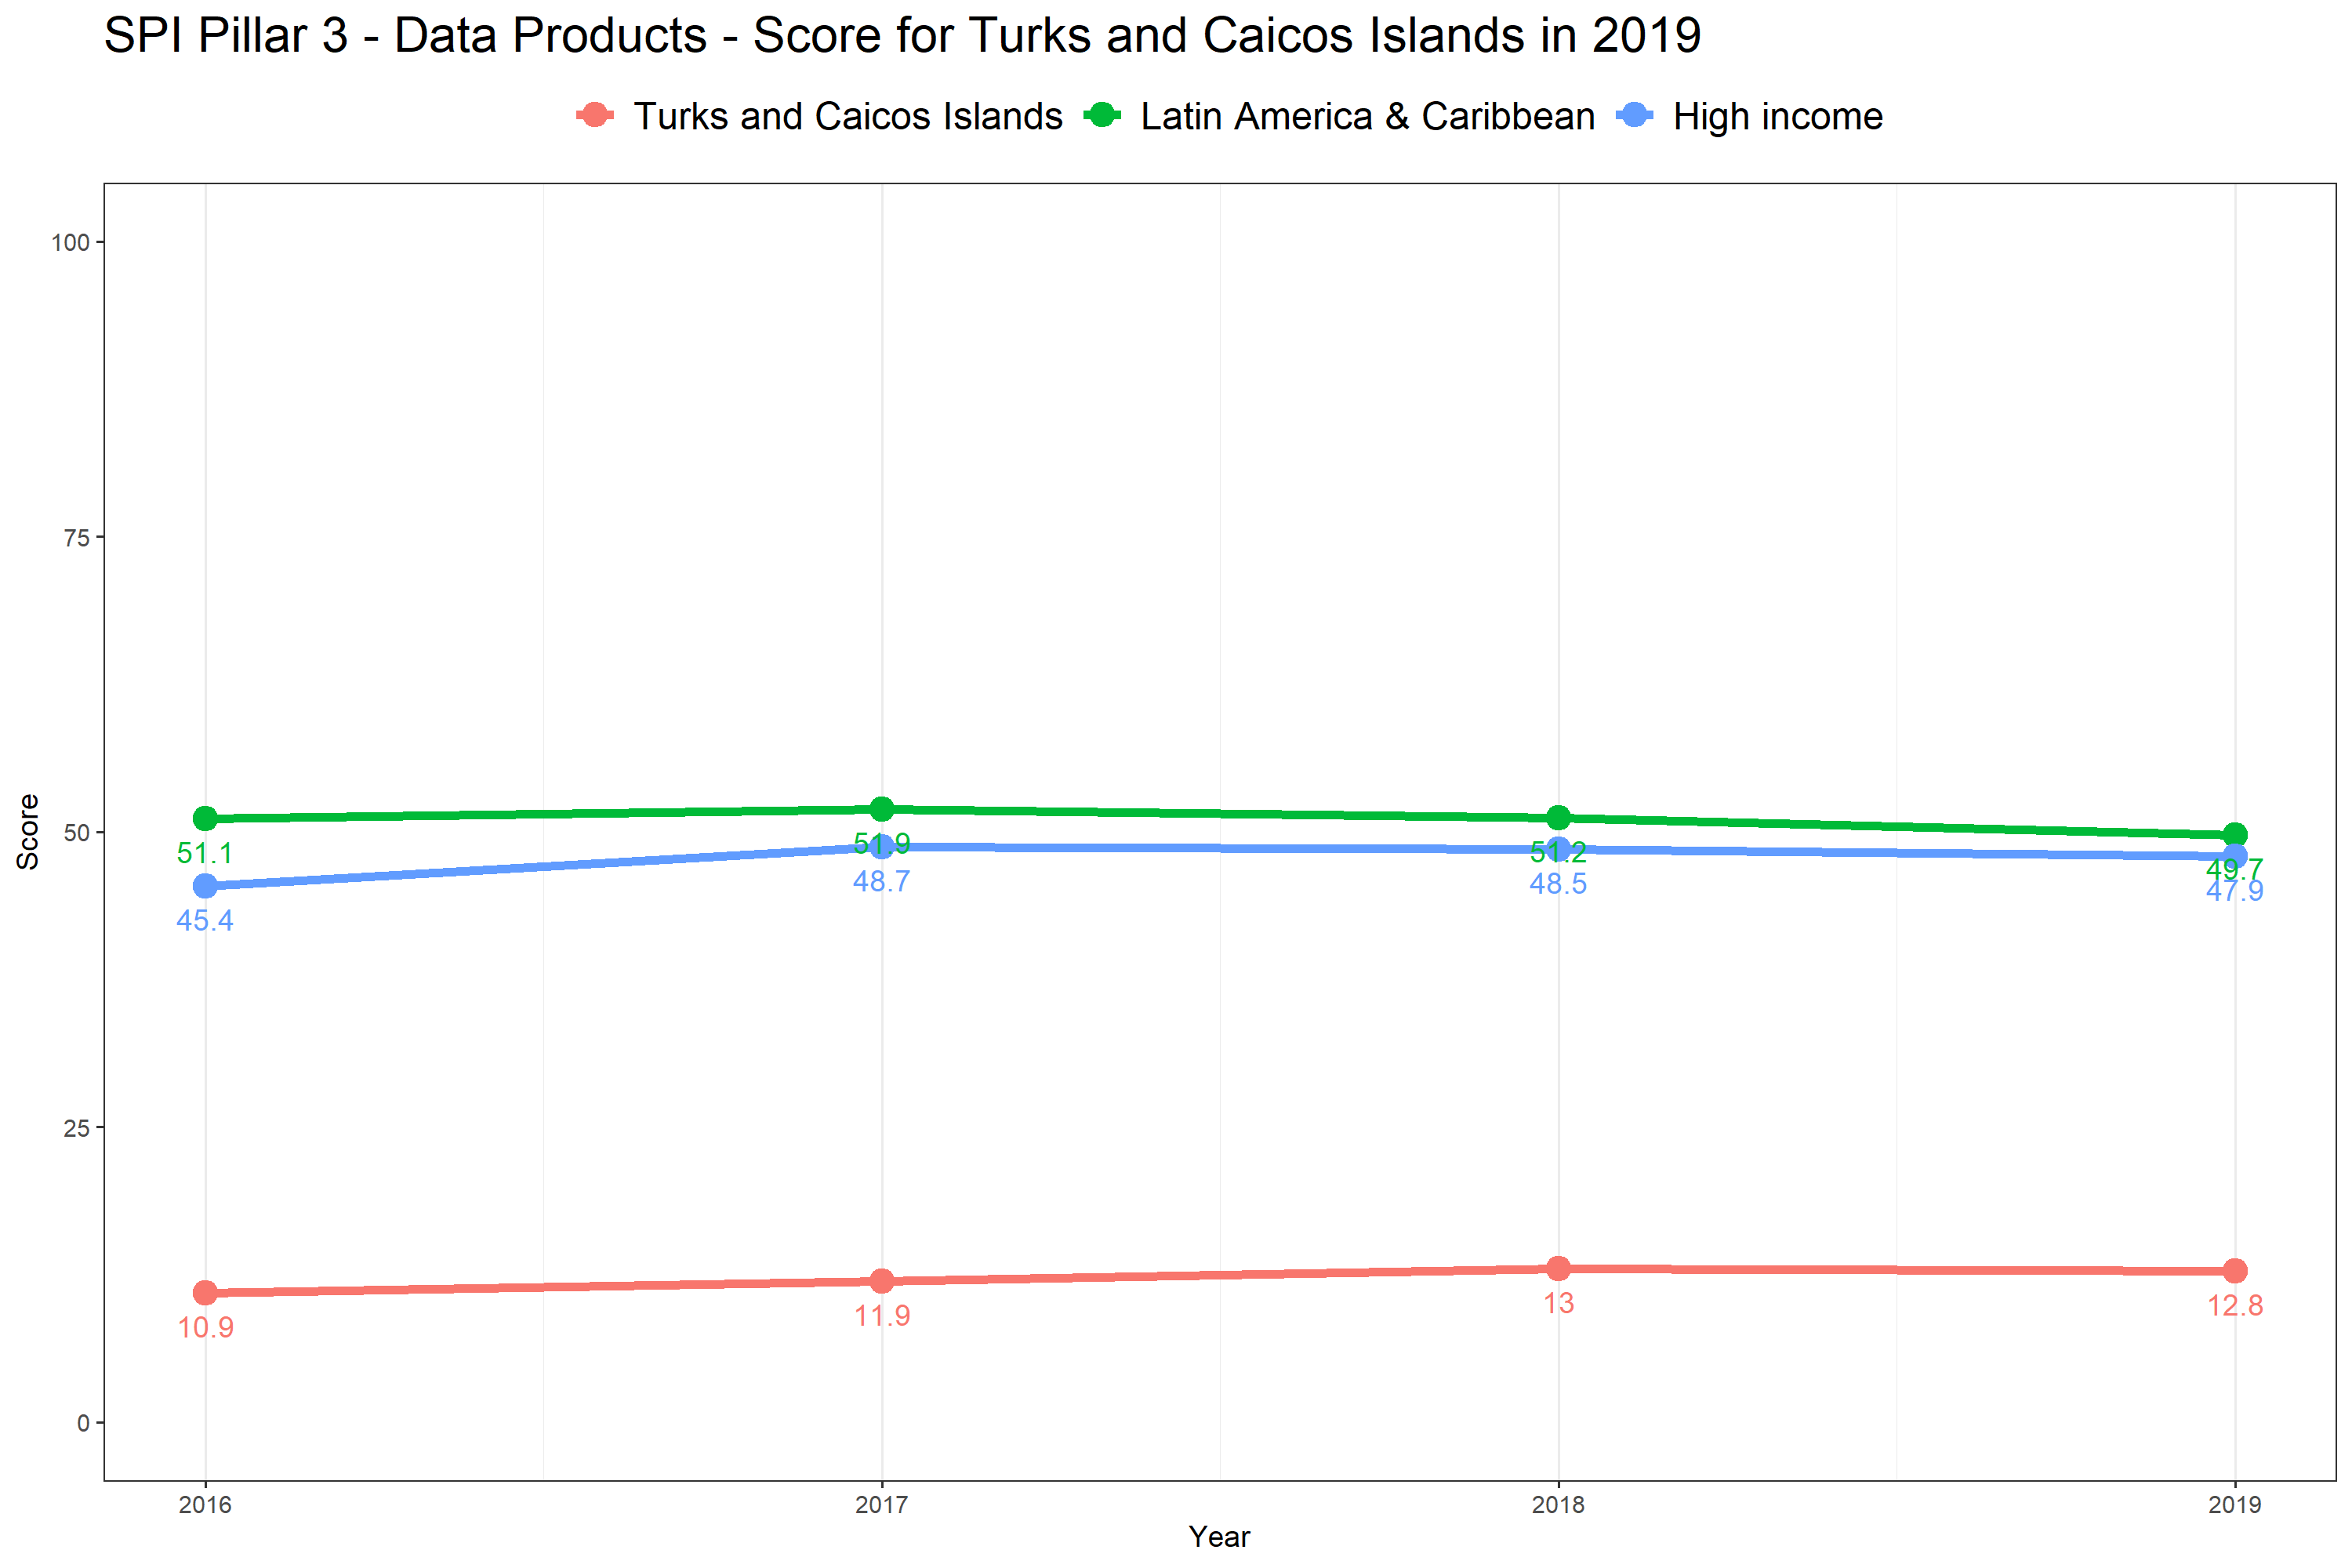 SPI Pillar 3 - Data Products - Score for Turks and Caicos Islands in 2019
Turks and Caicos Islands Latin America & Caribbean High income
100
75
50
25
0
Score
51.1 51.9 51.2 49.7
45.4 48.7 48.5 47.9
10.9 11.9 13 12.8
2016 2017 2018 2019
Year